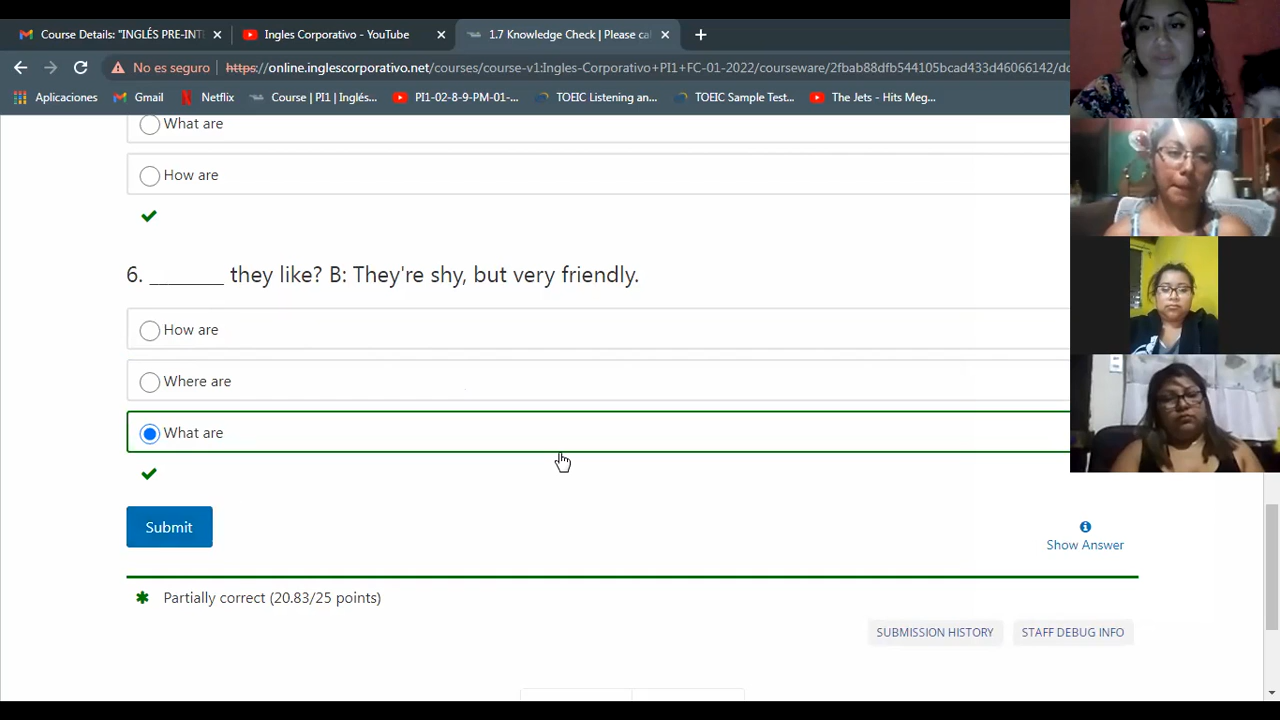 Course Details: "INGLÉS PRE-INT
Ingles Corporativo - YouTube
1.7 Knowledge Check | Please cal
No es seguro
https://online.inglescorporativo.net/courses/course-v1:Ingles-Corporativo+PI1+FC-01-2022/courseware/2fbab88dfb544105bcad433d46066142/dc
Aplicaciones
Gmail
Netflix
Course | PI1 | Inglés...
PI1-02-8-9-PM-01-...
TOEIC Listening an...
TOEIC Sample Test...
The Jets - Hits Meg...
What are
How are
6. ________ they like? B: They're shy, but very friendly.
How are
Where are
What are
Submit
Show Answer
Partially correct (20.83/25 points)
SUBMISSION HISTORY
STAFF DEBUG INFO